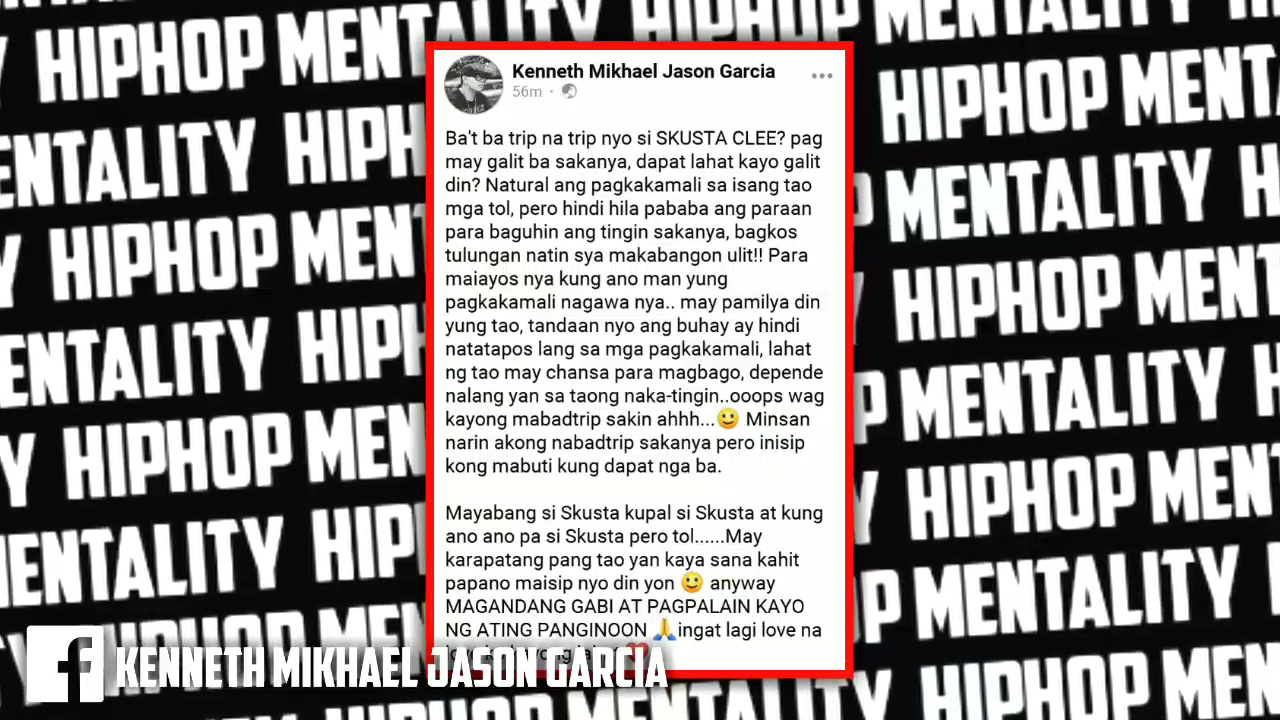 HIPHOP MENTALITY
Kenneth Mikhael Jason Garcia
56m
Ba't ba trip na trip nyo si SKUSTA CLEE? pag
may galit ba sakanya, dapat lahat kayo galit
din? Natural ang pagkakamali sa isang tao
mga tol, pero hindi hila pababa ang paraan
para baguhin ang tingin sakanya, bagkos
tulungan natin sya makabangon ulit!! Para
maiayos nya kung ano man yung
pagkakamali nagawa nya.. may pamilya din
yung tao, tandaan nyo ang buhay ay hindi
natatapos lang sa mga pagkakamali, lahat
ng tao may chansa para magbago, depende
nalang yan sa taong naka-tingin..ooops wag
kayong mabadtrip sakin ahhh...🙂 Minsan
narin akong nabadtrip sakanya pero inisip
kong mabuti kung dapat nga ba.
Mayabang si Skusta kupal si Skusta at kung
ano ano pa si Skusta pero tol......May
karapatang pang tao yan kaya sana kahit
papano maisip nyo din yon 🙂 anyway
MAGANDANG GABI AT PAGPALAIN KAYO
NG ATING PANGINOON 🙏ingat lagi love na
KENNETH MIKHAEL JASON GARCIA